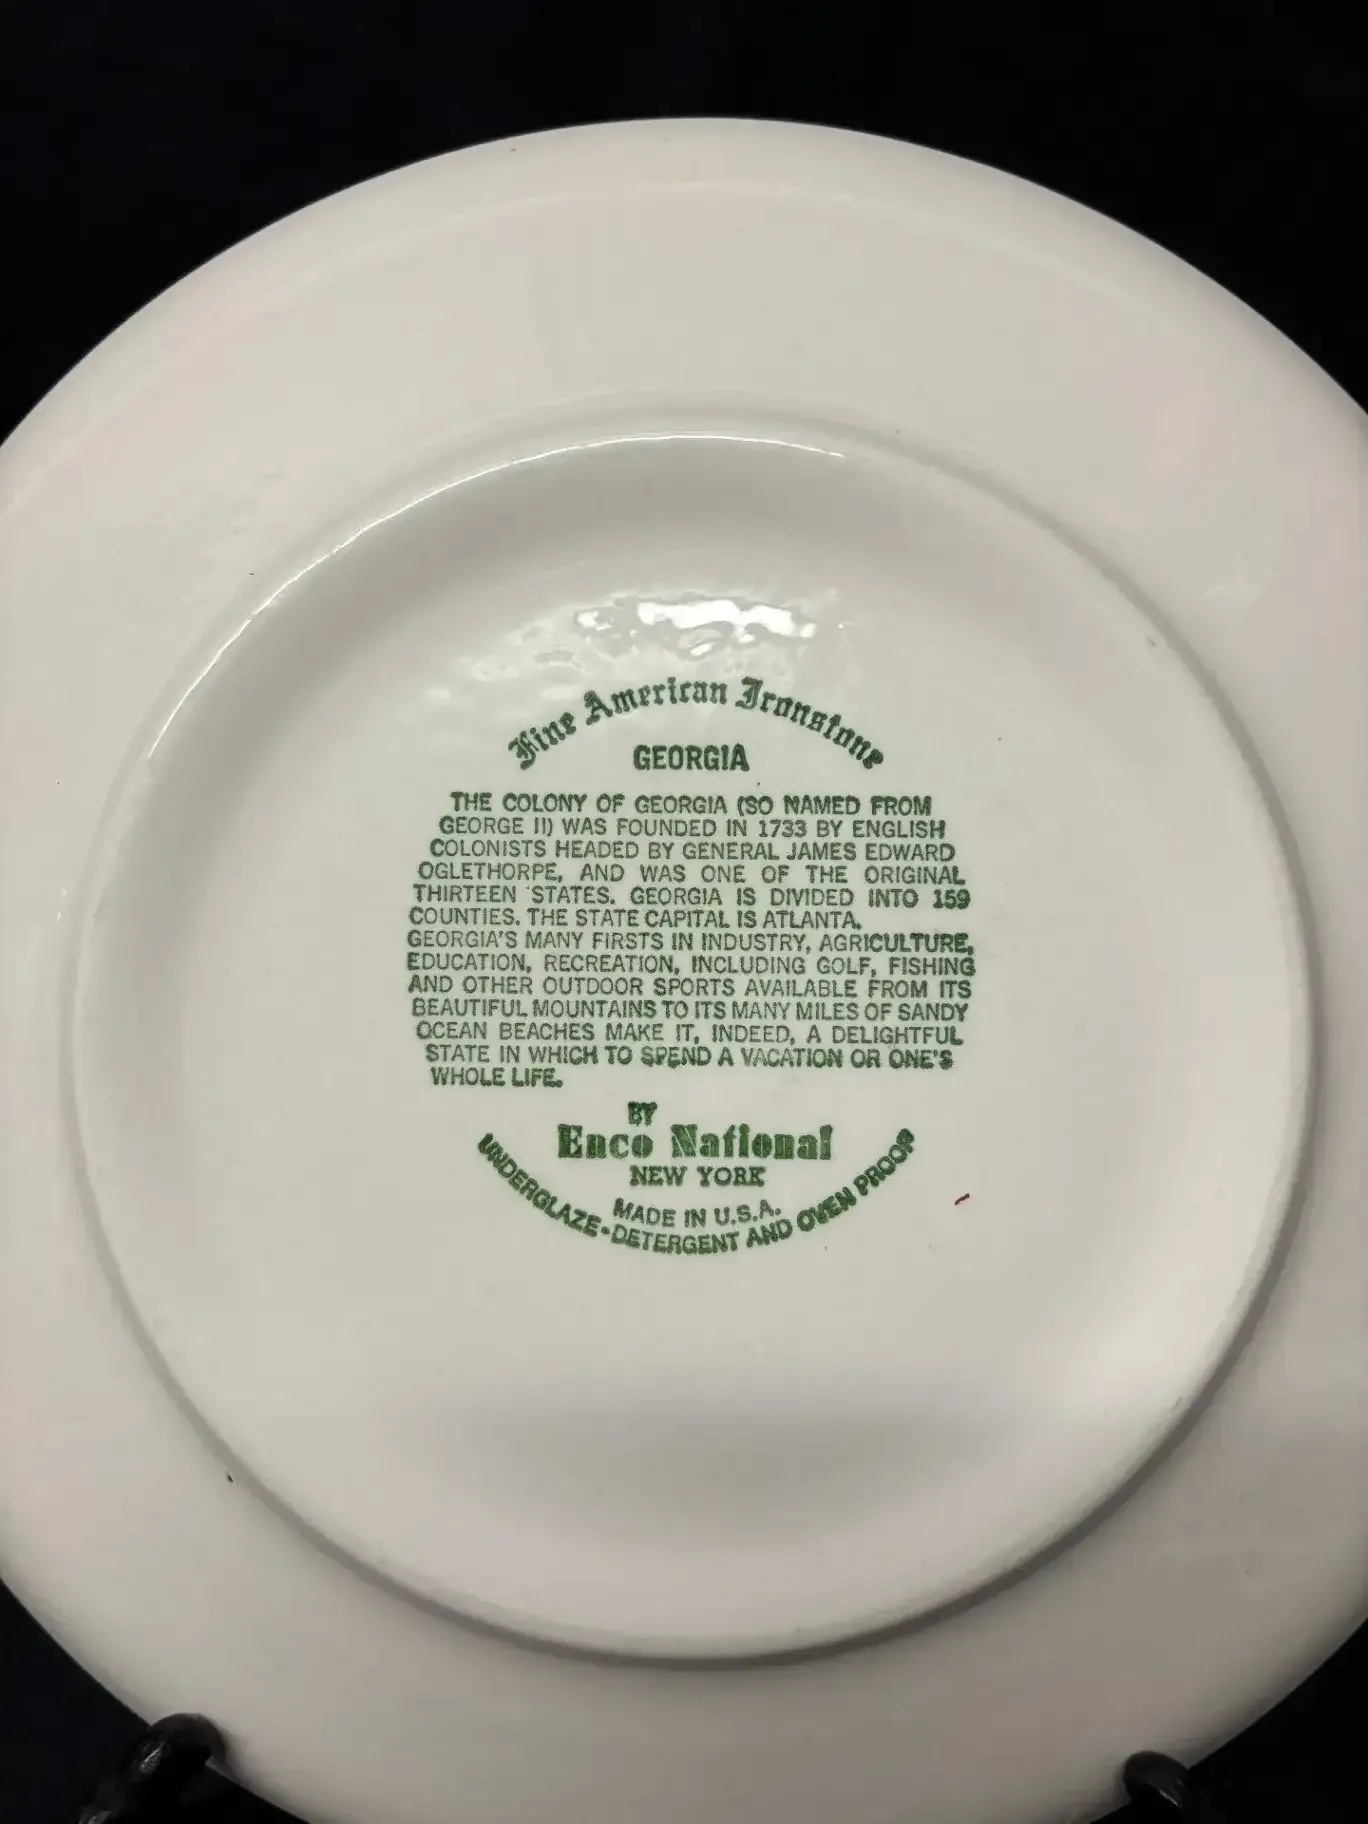 Fine American Ironstone
GEORGIA
THE COLONY OF GEORGIA (SO NAMED FROM
GEORGE II) WAS FOUNDED IN 1733 BY ENGLISH
COLONISTS HEADED BY GENERAL JAMES EDWARD
OGLETHORPE, AND WAS ONE OF THE ORIGINAL
THIRTEEN STATES. GEORGIA IS DIVIDED INTO 159
COUNTIES. THE STATE CAPITAL IS ATLANTA.
GEORGIA'S MANY FIRSTS IN INDUSTRY, AGRICULTURE,
EDUCATION, RECREATION, INCLUDING GOLF, FISHING
AND OTHER OUTDOOR SPORTS AVAILABLE FROM ITS
BEAUTIFUL MOUNTAINS TO ITS MANY MILES OF SANDY
OCEAN BEACHES MAKE IT, INDEED, A DELIGHTFUL
STATE IN WHICH TO SPEND A VACATION OR ONE'S
WHOLE LIFE.
BY
Enco National
NEW YORK
MADE IN U.S.A.
UNDERGLAZE-DETERGENT AND OVEN PROOF